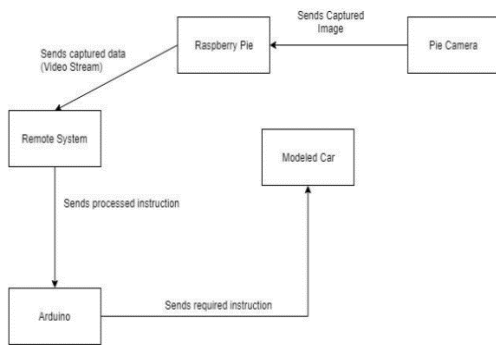 Sends Captured
Image
Raspberry Pie
Pie Camera
Sends captured data
(Video Stream)
Remote System
Modeled Car
Sends processed instruction
Arduino
Sends required instruction